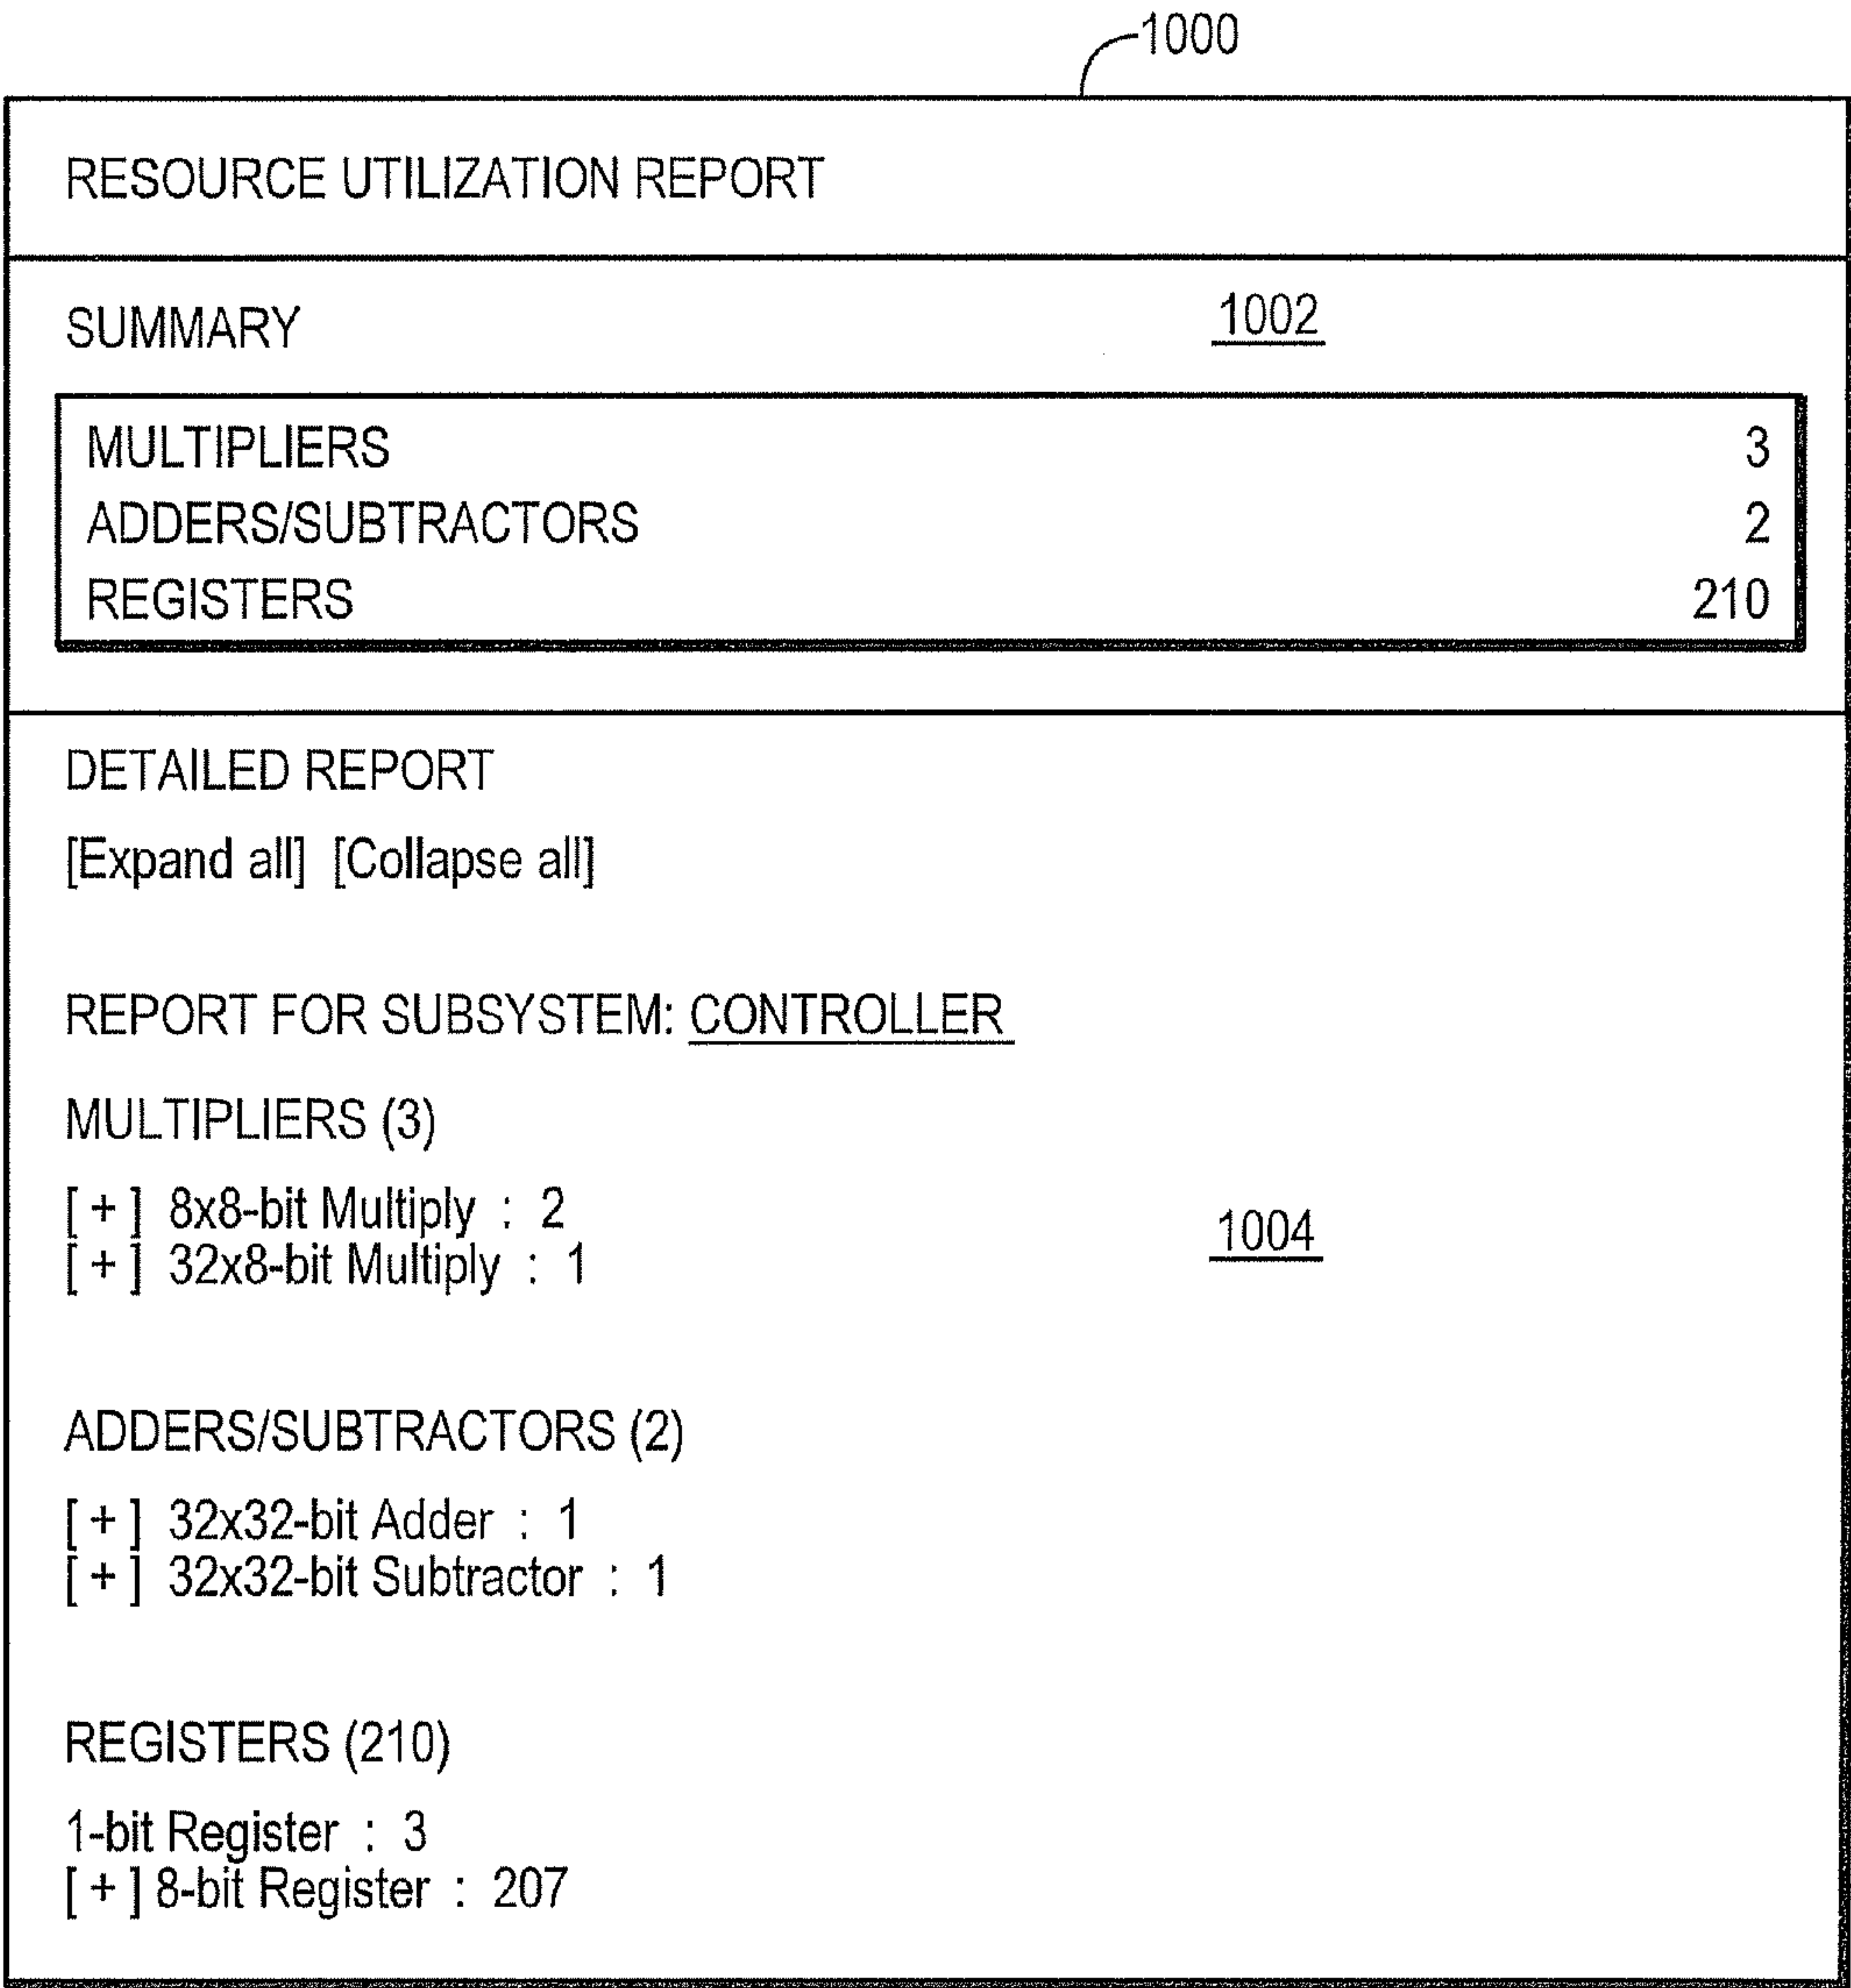 1000
RESOURCE UTILIZATION REPORT
SUMMARY 1002
MULTIPLIERS 3
ADDERS/SUBTRACTORS 2
REGISTERS 210
DETAILED REPORT
[Expand all] [Collapse all]
REPORT FOR SUBSYSTEM: CONTROLLER
MULTIPLIERS (3)
[ + ] 8x8-bit Multiply : 2
1004
[ + ] 32x8-bit Multiply : 1
ADDERS/SUBTRACTORS (2)
[ + ] 32x32-bit Adder : 1
[ + ] 32x32-bit Subtractor : 1
REGISTERS (210)
1-bit Register : 3
[ + ] 8-bit Register : 207